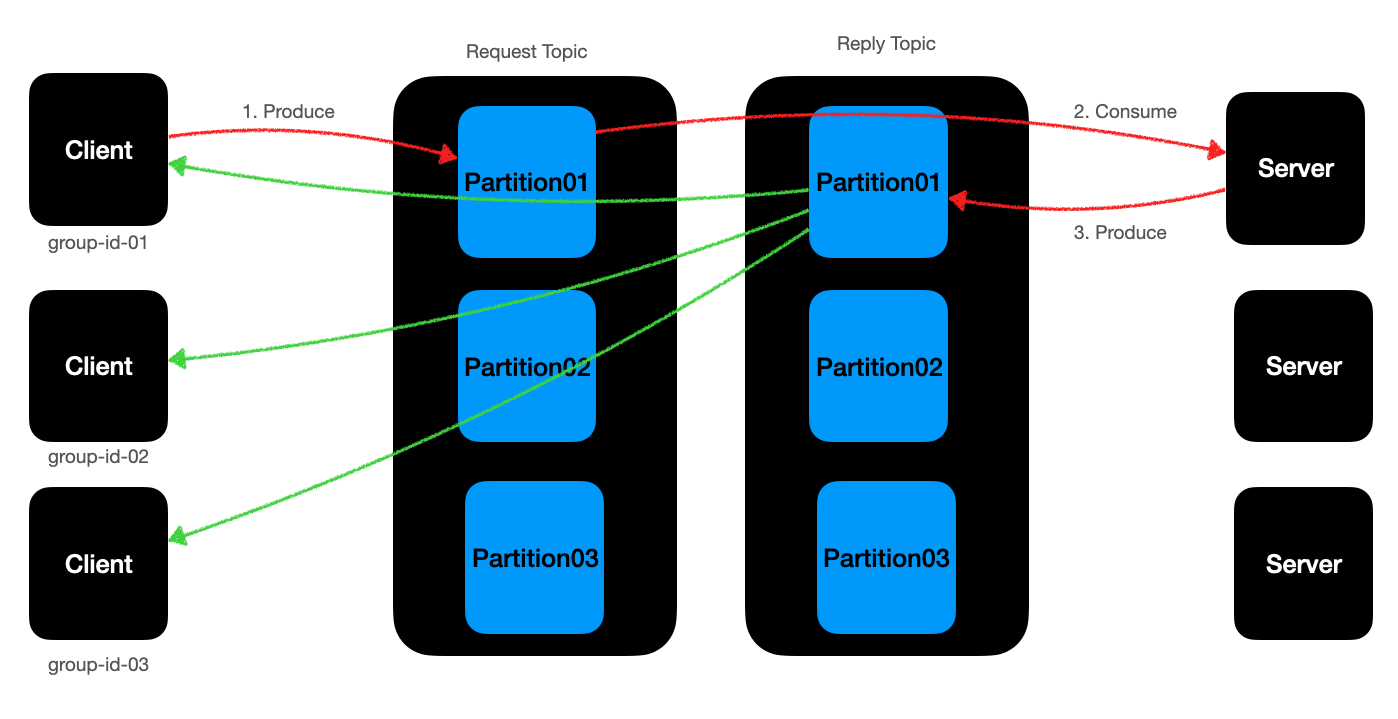 Request Topic
Reply Topic
Client
1. Produce
Partition01
Partition01
2. Consume
Server
3. Produce
group-id-01
Client
Partition02
Partition02
Server
group-id-02
Client
Partition03
Partition03
Server
group-id-03